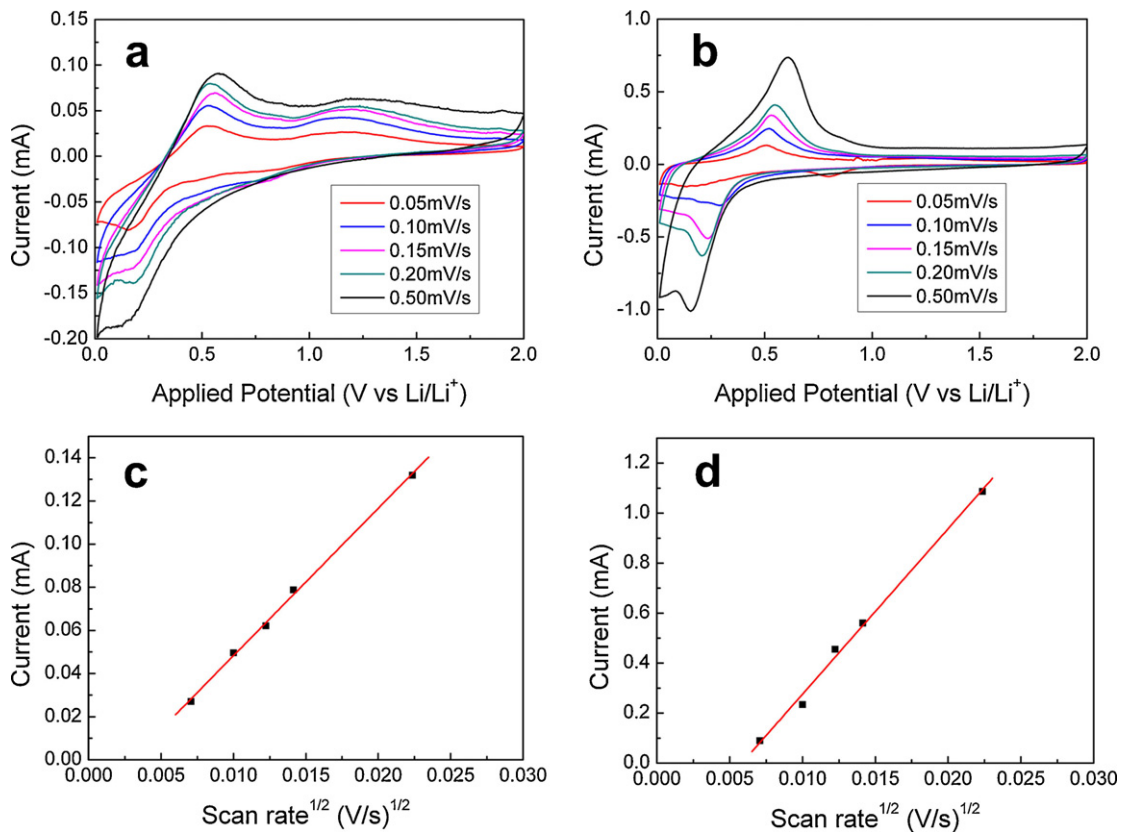 a
0.15
0.10
0.05
0.00
-0.05
-0.10
-0.15
-0.20
Current (mA)
0.0
0.5
1.0
1.5
2.0
Applied Potential (V vs Li/Li⁺)
0.05mV/s
0.10mV/s
0.15mV/s
0.20mV/s
0.50mV/s
b
1.0
0.5
0.0
-0.5
-1.0
Current (mA)
0.0
0.5
1.0
1.5
2.0
Applied Potential (V vs Li/Li⁺)
0.05mV/s
0.10mV/s
0.15mV/s
0.20mV/s
0.50mV/s
c
0.14
0.12
0.10
0.08
0.06
0.04
0.02
0.00
Current (mA)
0.000
0.005
0.010
0.015
0.020
0.025
0.030
Scan rate^1/2 (V/s)^1/2
d
1.2
1.0
0.8
0.6
0.4
0.2
0.0
Current (mA)
0.000
0.005
0.010
0.015
0.020
0.025
0.030
Scan rate^1/2 (V/s)^1/2